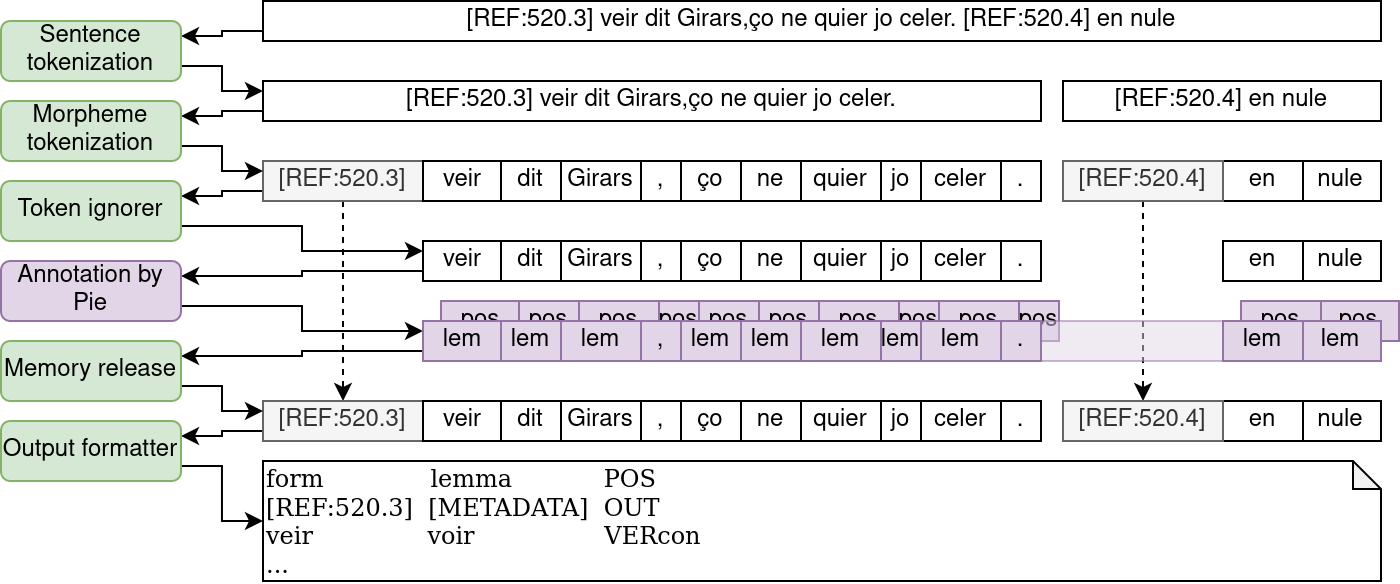 [REF:520.3] veir dit Girars,ço ne quier jo celer. [REF:520.4] en nule
Sentence
tokenization
[REF:520.3] veir dit Girars,ço ne quier jo celer. [REF:520.4] en nule
Morpheme
tokenization
[REF:520.3] veir dit Girars , ço ne quier jo celer . [REF:520.4] en nule
Token ignorer
veir dit Girars , ço ne quier jo celer . en nule
Annotation by
Pie
pos pos pos pos pos pos pos pos pos pos pos pos
lem lem lem , lem lem lem lem lem . lem lem
Memory release
[REF:520.3] veir dit Girars , ço ne quier jo celer . [REF:520.4] en nule
Output formatter
form lemma POS
[REF:520.3] [METADATA] OUT
veir voir VERcon
...